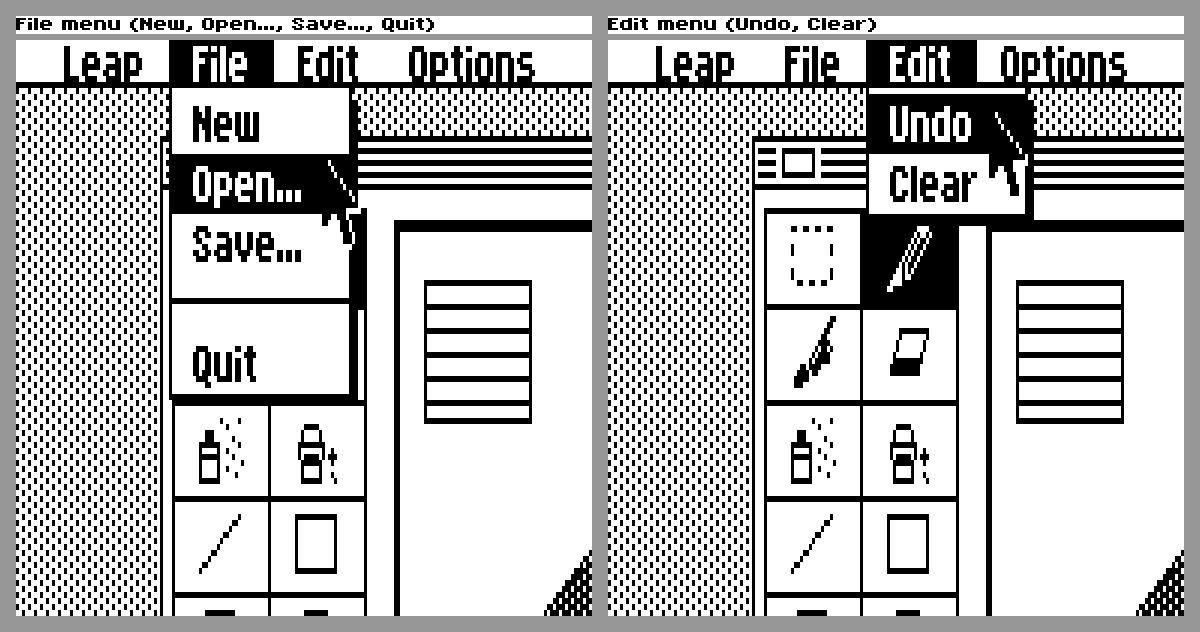 File menu (New, Open..., Save..., Quit)
Leap File Edit Options
New
Open...
Save...
Quit
Edit menu (Undo, Clear)
Leap File Edit Options
Undo
Clear